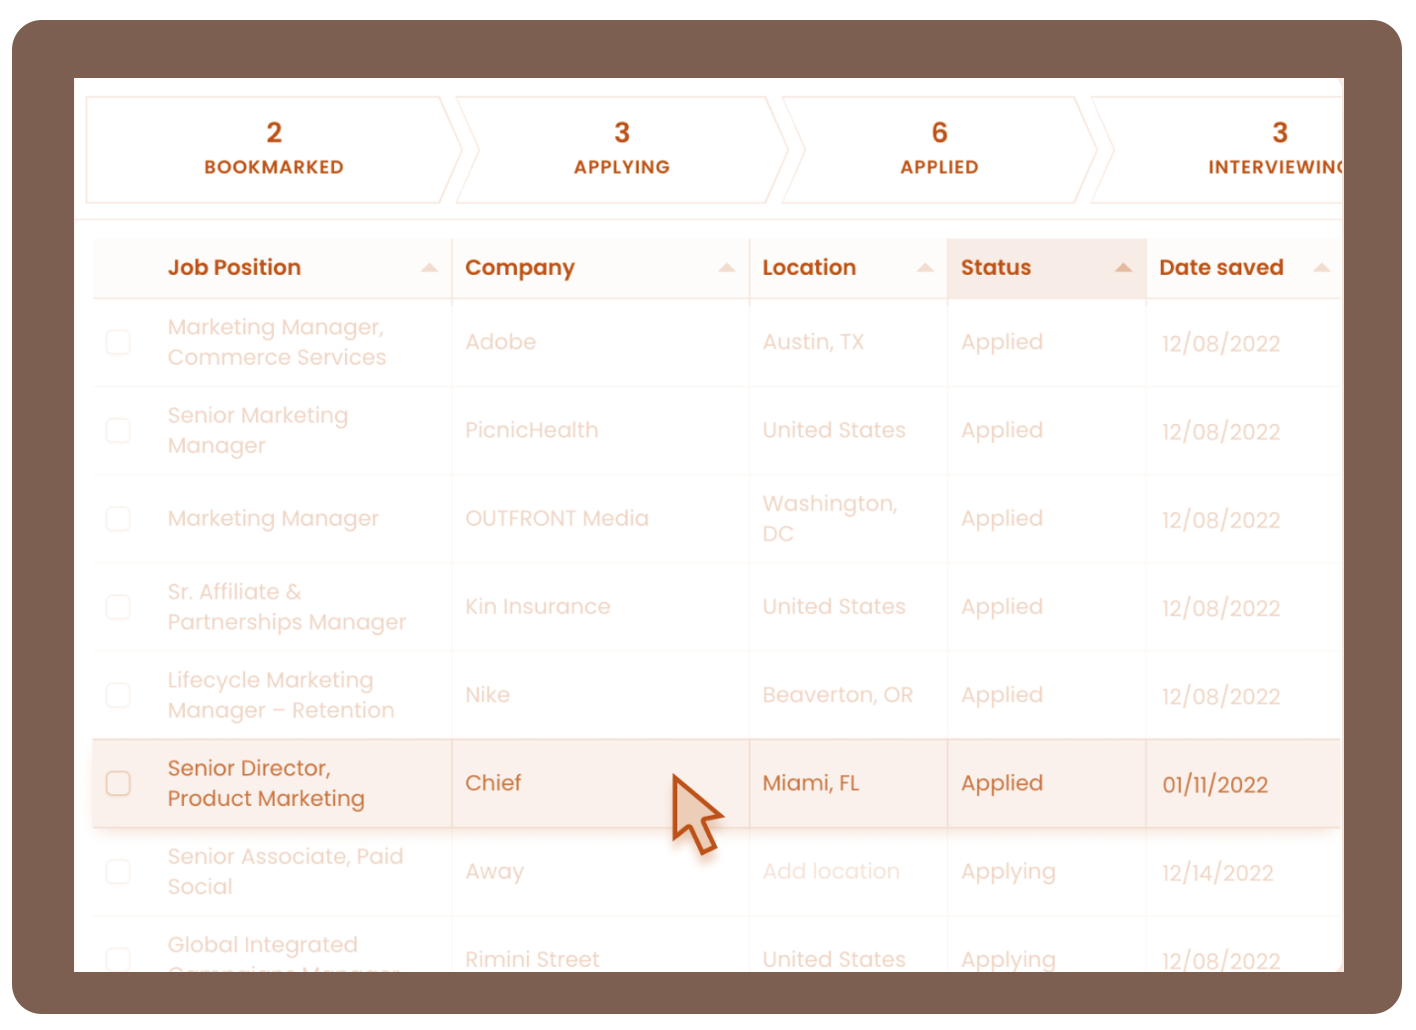 2
BOOKMARKED
3
APPLYING
6
APPLIED
3
INTERVIEWING
Job Position
Company
Location
Status
Date saved
Marketing Manager,
Commerce Services
Adobe
Austin, TX
Applied
12/08/2022
Senior Marketing
Manager
PicnicHealth
United States
Applied
12/08/2022
Marketing Manager
OUTFRONT Media
Washington,
DC
Applied
12/08/2022
Sr. Affiliate &
Partnerships Manager
Kin Insurance
United States
Applied
12/08/2022
Lifecycle Marketing
Manager – Retention
Nike
Beaverton, OR
Applied
12/08/2022
Senior Director,
Product Marketing
Chief
Miami, FL
Applied
01/11/2022
Senior Associate, Paid
Social
Away
Add location
Applying
12/14/2022
Global Integrated
Campaigns Manager
Rimini Street
United States
Applying
12/08/2022